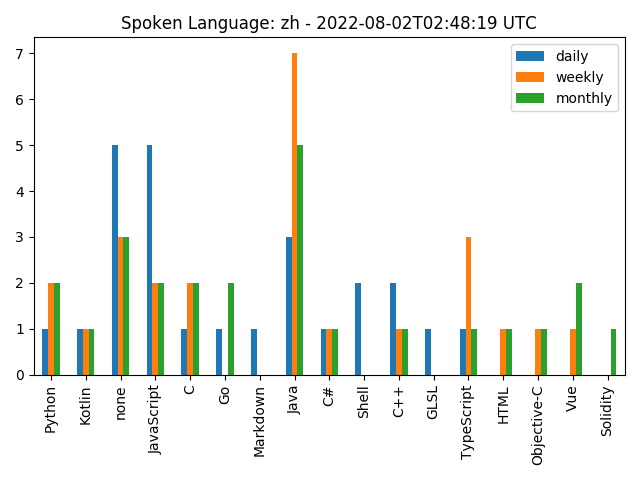 Spoken Language: zh - 2022-08-02T02:48:19 UTC
daily
weekly
monthly
7
6
5
4
3
2
1
0
Python
Kotlin
none
JavaScript
C
Go
Markdown
Java
C#
Shell
C++
GLSL
TypeScript
HTML
Objective-C
Vue
Solidity